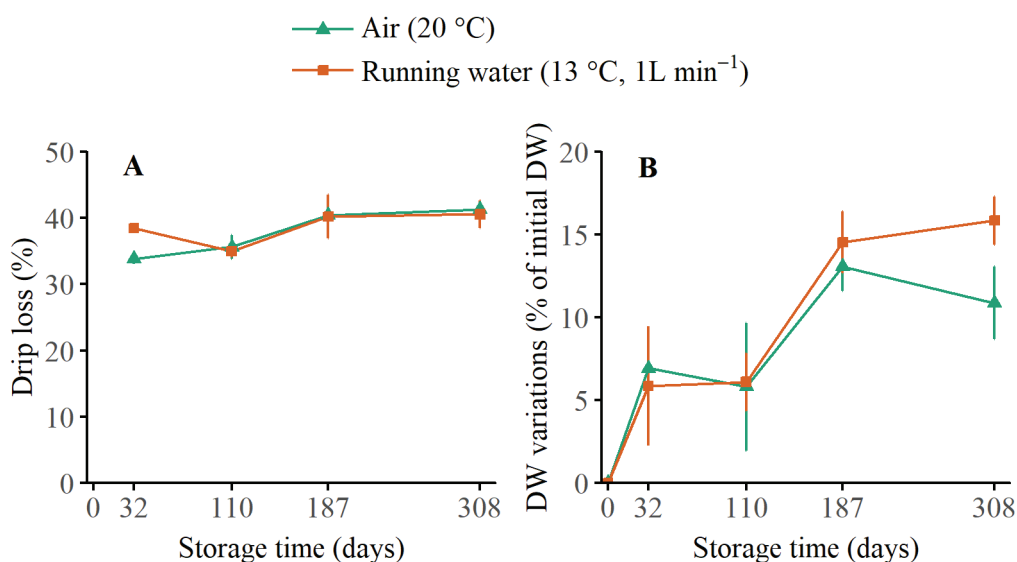 Air (20 °C)
Running water (13 °C, 1L min⁻¹)
A
B
Drip loss (%)
50
40
30
20
10
0
0 32 110 187 308
Storage time (days)
DW variations (% of initial DW)
20
15
10
5
0
0 32 110 187 308
Storage time (days)